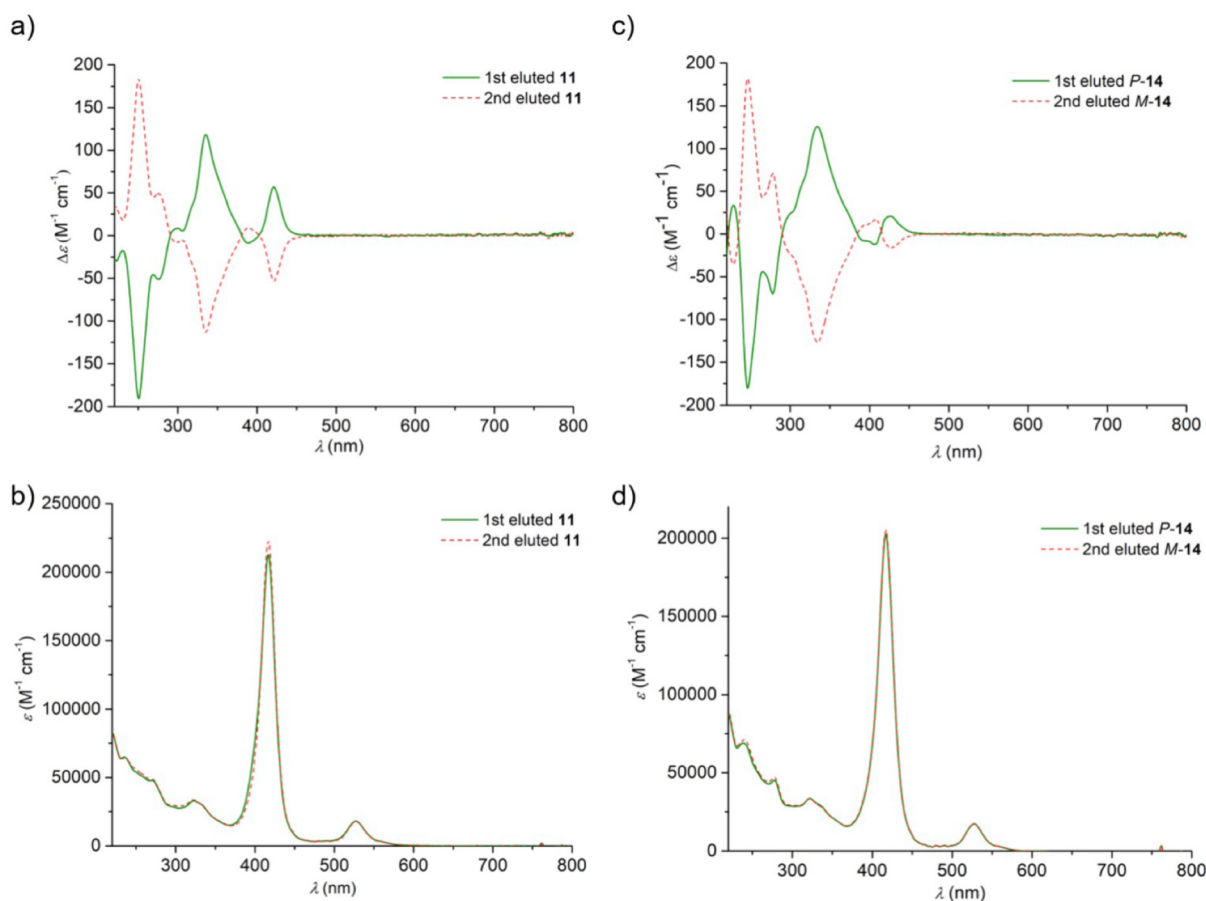 a)
200
150
100
50
0
-50
-100
-150
-200
Δε (M⁻¹ cm⁻¹)
1st eluted 11
2nd eluted 11
300 400 500 600 700 800
λ (nm)
c)
200
150
100
50
0
-50
-100
-150
-200
Δε (M⁻¹ cm⁻¹)
1st eluted P-14
2nd eluted M-14
300 400 500 600 700 800
λ (nm)
b)
250000
200000
150000
100000
50000
0
ε (M⁻¹ cm⁻¹)
1st eluted 11
2nd eluted 11
300 400 500 600 700 800
λ (nm)
d)
200000
150000
100000
50000
0
ε (M⁻¹ cm⁻¹)
1st eluted P-14
2nd eluted M-14
300 400 500 600 700 800
λ (nm)